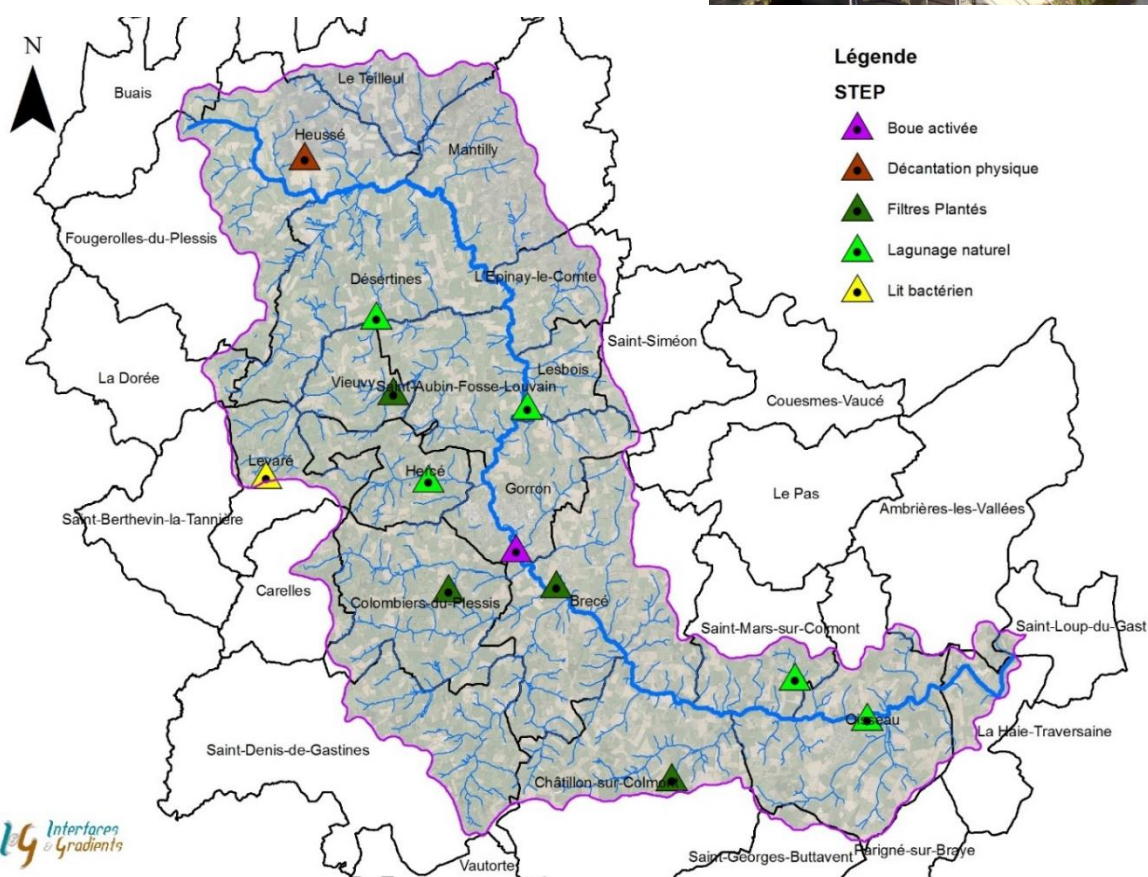 N
Légende
STEP
Boue activée
Décantation physique
Filtres Plantés
Lagunage naturel
Lit bactérien
Buais
Le Teilleul
Heussé
Mantilly
Fougerolles-du-Plessis
L'Epinay-le-Comte
Désertines
Saint-Siméon
La Dorée
Lesbois
Vieuvy
Saint-Aubin-Fosse-Louvain
Couesmes-Vaucé
Levaré
Hercé
Gorron
Le Pas
Saint-Berthevin-la-Tannière
Ambrières-les-Vallées
Carelles
Colombiers-du-Plessis
Brecé
Saint-Mars-sur-Colmont
Saint-Loup-du-Gast
Oisseau
La Haie-Traversaine
Saint-Denis-de-Gastines
Châtillon-sur-Colmont
Interfaces
& Gradients
Vautorte
Saint-Georges-Buttavent
Parigné-sur-Braye